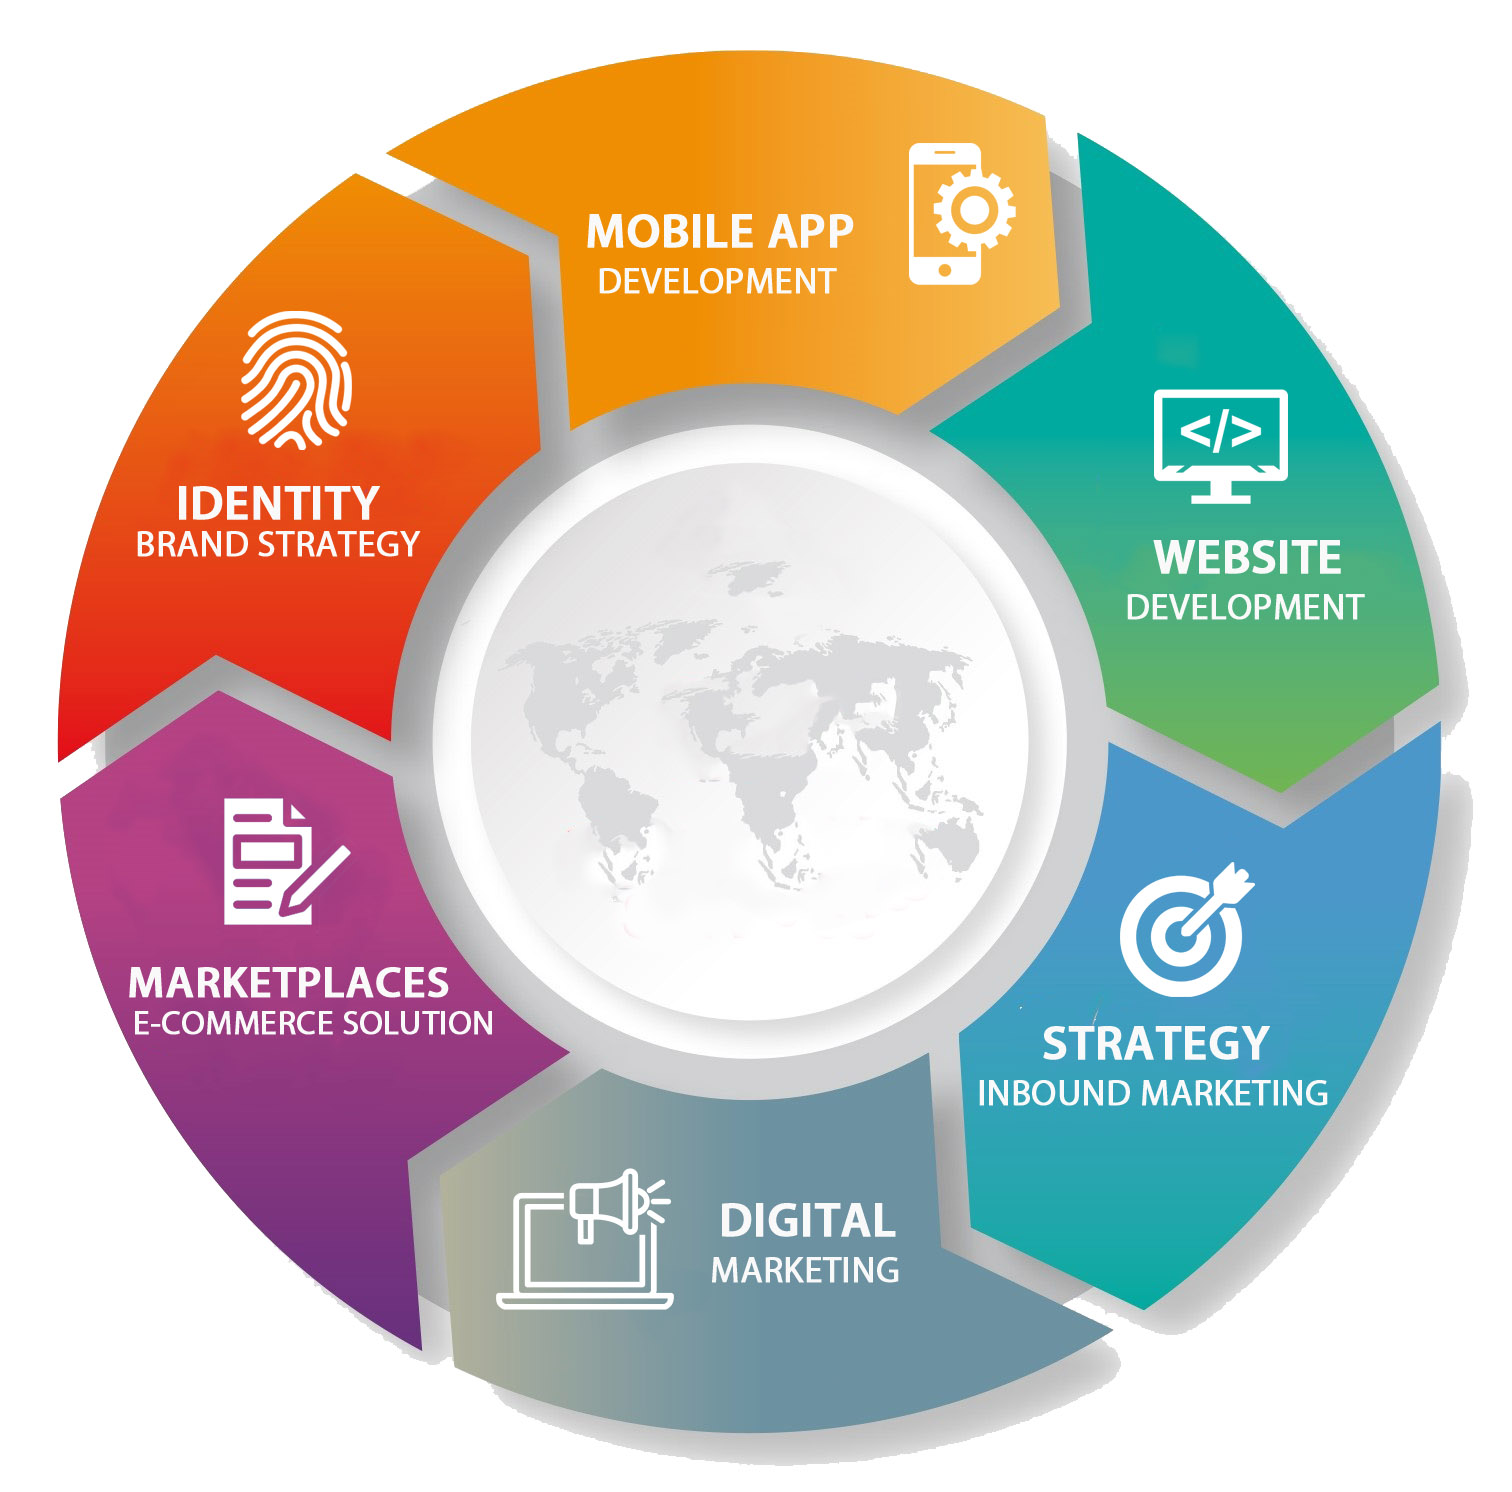 MOBILE APP
DEVELOPMENT
</>
WEBSITE
DEVELOPMENT
STRATEGY
INBOUND MARKETING
DIGITAL
MARKETING
MARKETPLACES
E-COMMERCE SOLUTION
IDENTITY
BRAND STRATEGY